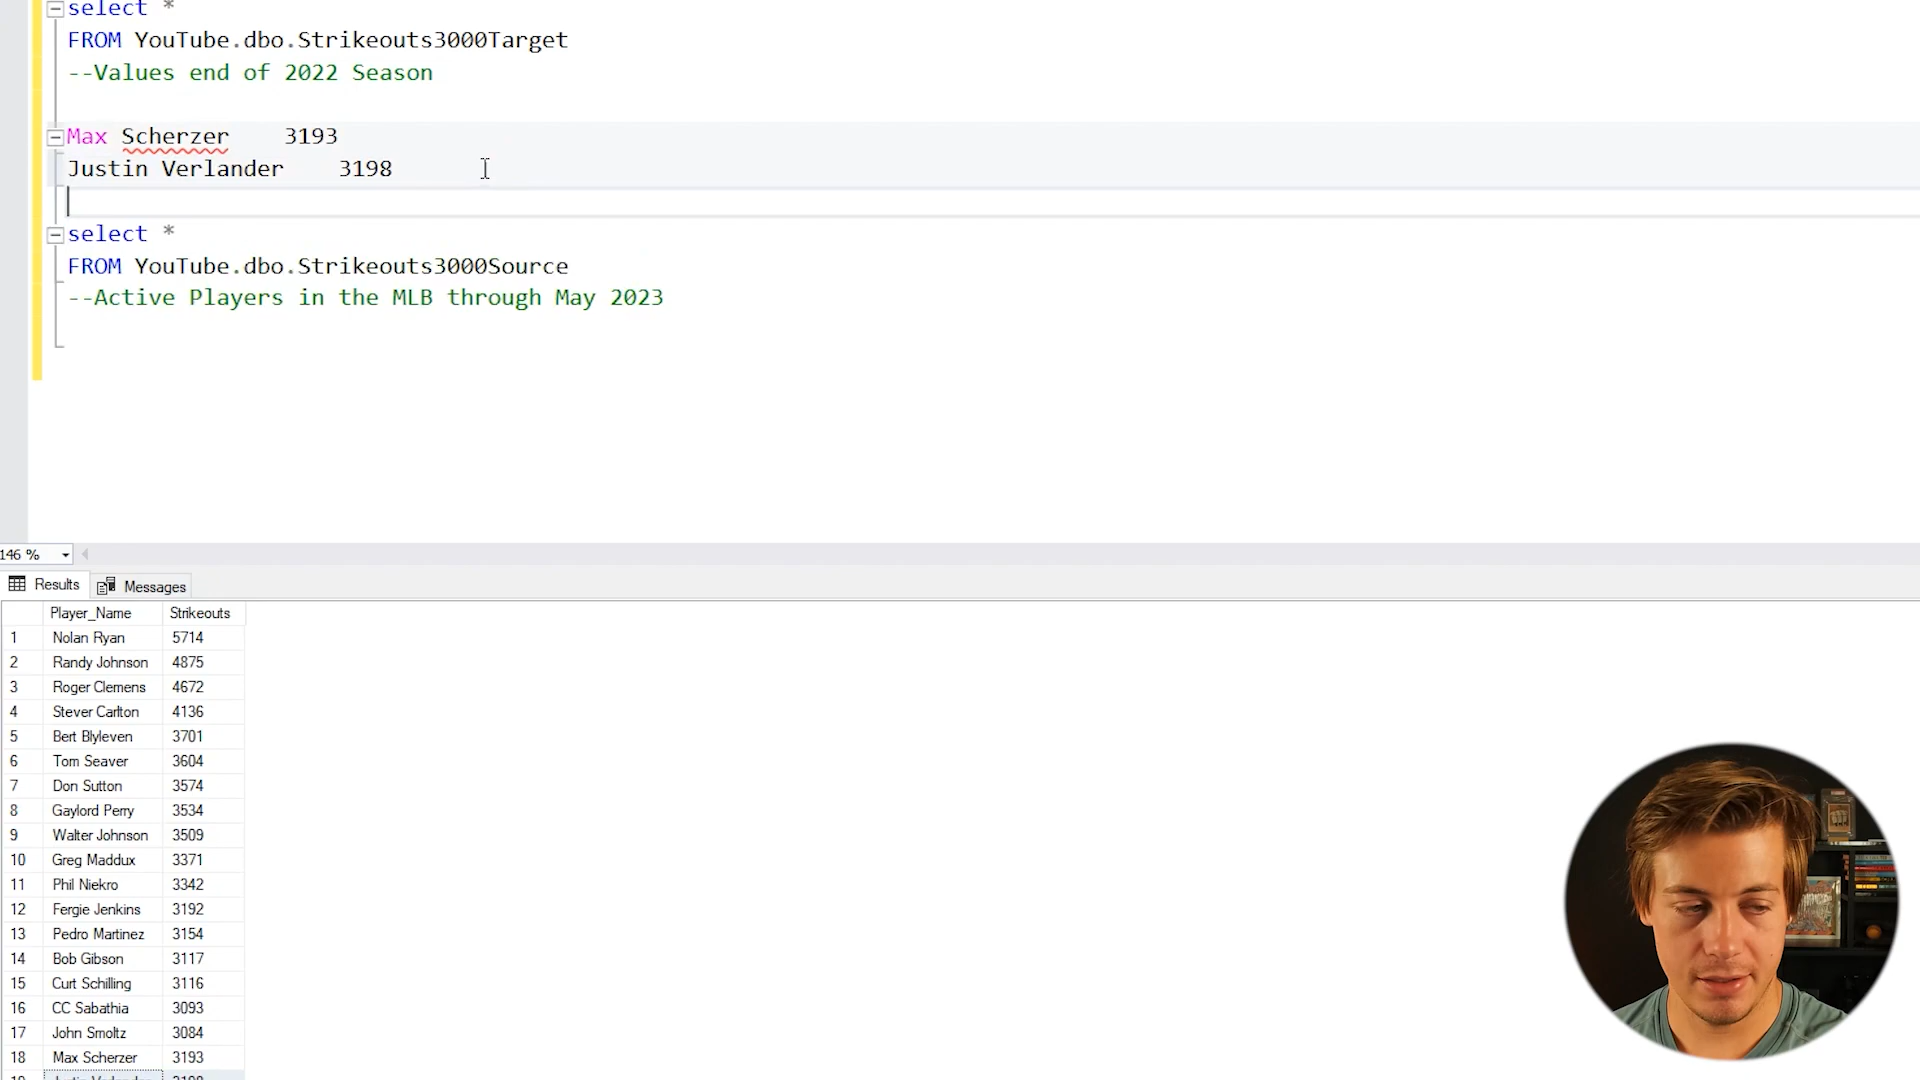 select *
FROM YouTube.dbo.Strikeouts3000Target
--Values end of 2022 Season
Max Scherzer 3193
Justin Verlander 3198
select *
FROM YouTube.dbo.Strikeouts3000Source
--Active Players in the MLB through May 2023
146 %
Results Messages
Player_Name Strikeouts
1 Nolan Ryan 5714
2 Randy Johnson 4875
3 Roger Clemens 4672
4 Stever Carlton 4136
5 Bert Blyleven 3701
6 Tom Seaver 3604
7 Don Sutton 3574
8 Gaylord Perry 3534
9 Walter Johnson 3509
10 Greg Maddux 3371
11 Phil Niekro 3342
12 Fergie Jenkins 3192
13 Pedro Martinez 3154
14 Bob Gibson 3117
15 Curt Schilling 3116
16 CC Sabathia 3093
17 John Smoltz 3084
18 Max Scherzer 3193